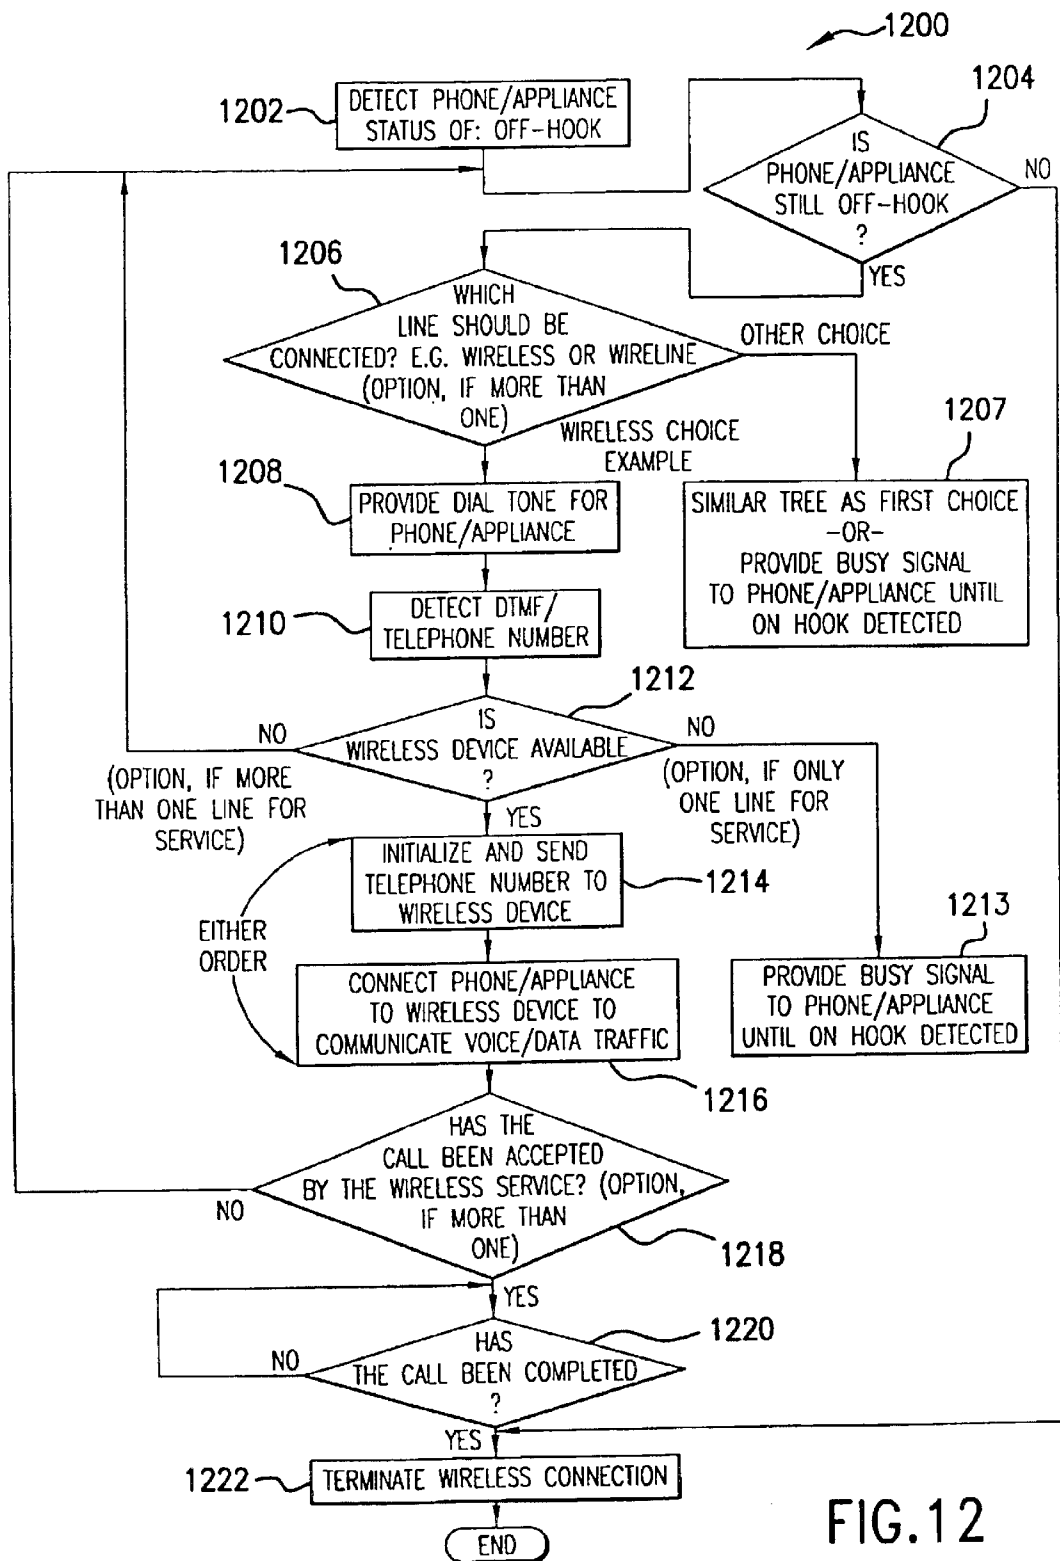 1200
1202
DETECT PHONE/APPLIANCE
STATUS OF: OFF-HOOK
1204
IS
PHONE/APPLIANCE
STILL OFF-HOOK
?
NO
YES
1206
WHICH
LINE SHOULD BE
CONNECTED? E.G. WIRELESS OR WIRELINE
(OPTION, IF MORE THAN
ONE)
OTHER CHOICE
WIRELESS CHOICE
EXAMPLE
1207
SIMILAR TREE AS FIRST CHOICE
-OR-
PROVIDE BUSY SIGNAL
TO PHONE/APPLIANCE UNTIL
ON HOOK DETECTED
1208
PROVIDE DIAL TONE FOR
PHONE/APPLIANCE
1210
DETECT DTMF/
TELEPHONE NUMBER
1212
IS
WIRELESS DEVICE AVAILABLE
?
NO
(OPTION, IF MORE
THAN ONE LINE FOR
SERVICE)
NO
(OPTION, IF ONLY
ONE LINE FOR
SERVICE)
YES
INITIALIZE AND SEND
TELEPHONE NUMBER TO
WIRELESS DEVICE
1214
EITHER
ORDER
1213
PROVIDE BUSY SIGNAL
TO PHONE/APPLIANCE
UNTIL ON HOOK DETECTED
CONNECT PHONE/APPLIANCE
TO WIRELESS DEVICE TO
COMMUNICATE VOICE/DATA TRAFFIC
1216
HAS THE
CALL BEEN ACCEPTED
BY THE WIRELESS SERVICE? (OPTION,
IF MORE THAN
ONE)
NO
1218
YES
1220
HAS
THE CALL BEEN COMPLETED
?
NO
YES
1222
TERMINATE WIRELESS CONNECTION
END
FIG.12